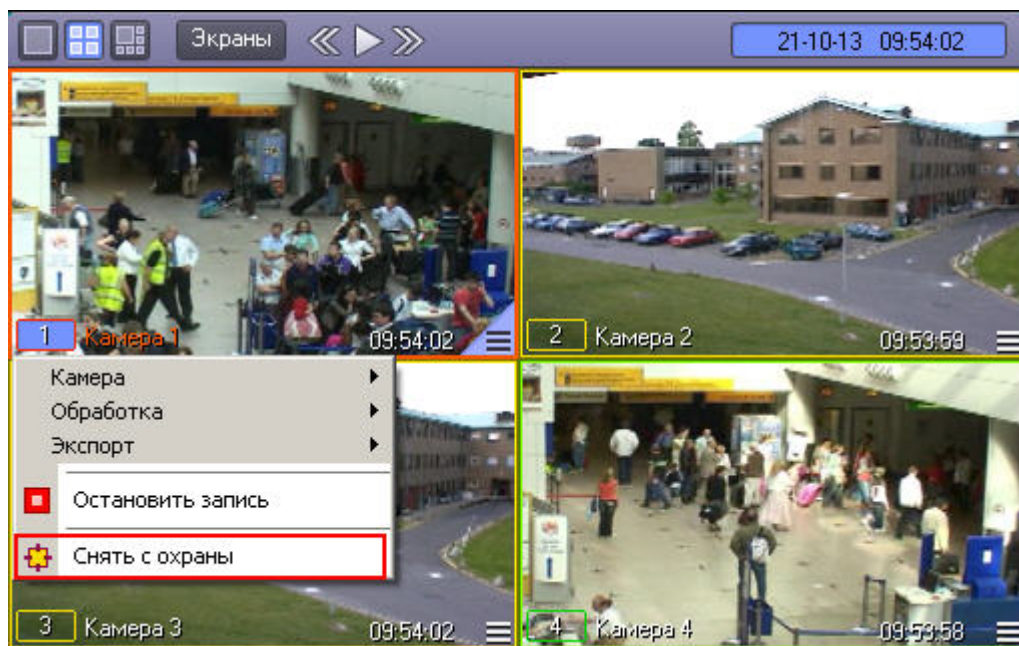 Экраны
21-10-13 09:54:02
1 Камера 1 09:54:02
2 Камера 2 09:53:59
Камера
Обработка
Экспорт
Остановить запись
Снять с охраны
3 Камера 3 09:54:02
4 Камера 4 09:53:58